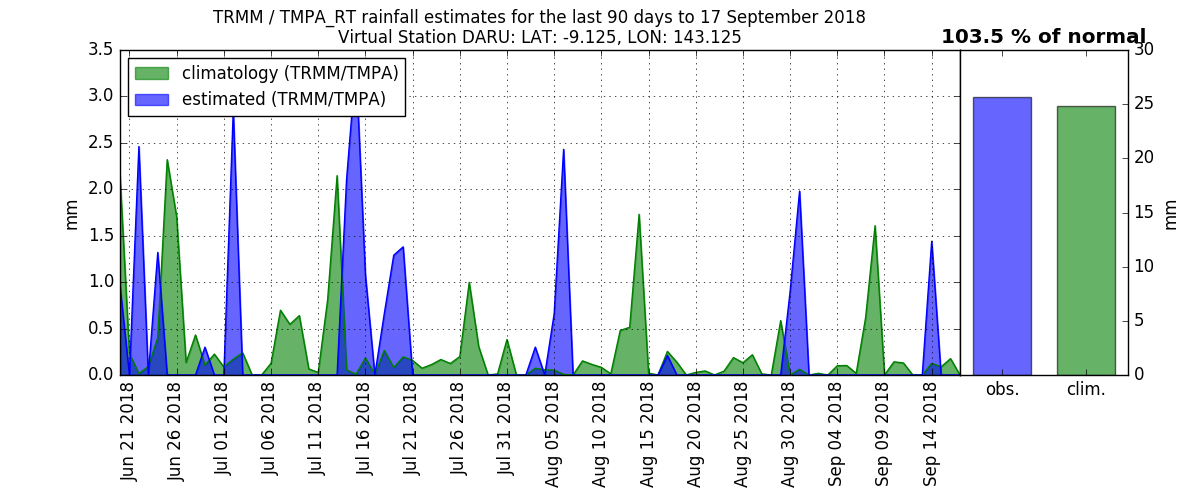 TRMM / TMPA_RT rainfall estimates for the last 90 days to 17 September 2018
Virtual Station DARU: LAT: -9.125, LON: 143.125
103.5 % of normal
climatology (TRMM/TMPA)
estimated (TRMM/TMPA)
mm
3.5
3.0
2.5
2.0
1.5
1.0
0.5
0.0
Jun 21 2018
Jun 26 2018
Jul 01 2018
Jul 06 2018
Jul 11 2018
Jul 16 2018
Jul 21 2018
Jul 26 2018
Jul 31 2018
Aug 05 2018
Aug 10 2018
Aug 15 2018
Aug 20 2018
Aug 25 2018
Aug 30 2018
Sep 04 2018
Sep 09 2018
Sep 14 2018
obs.
clim.
30
25
20
15
10
5
0
mm